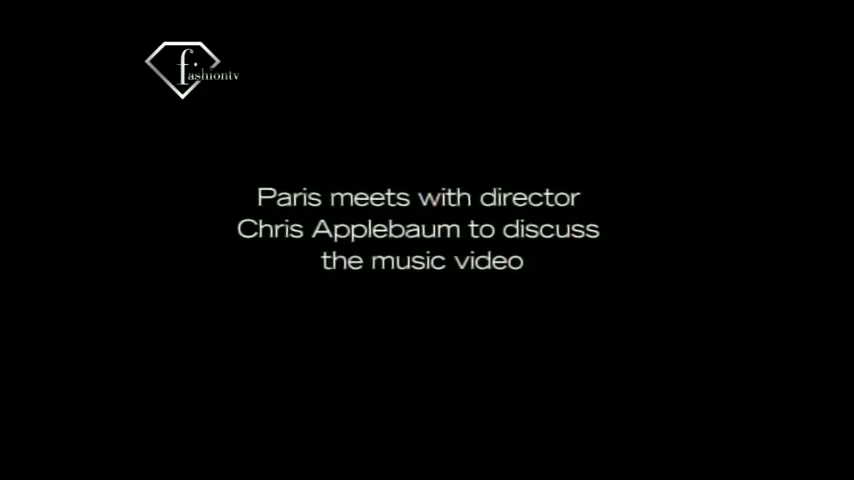 fashiontv
Paris meets with director
Chris Applebaum to discuss
the music video